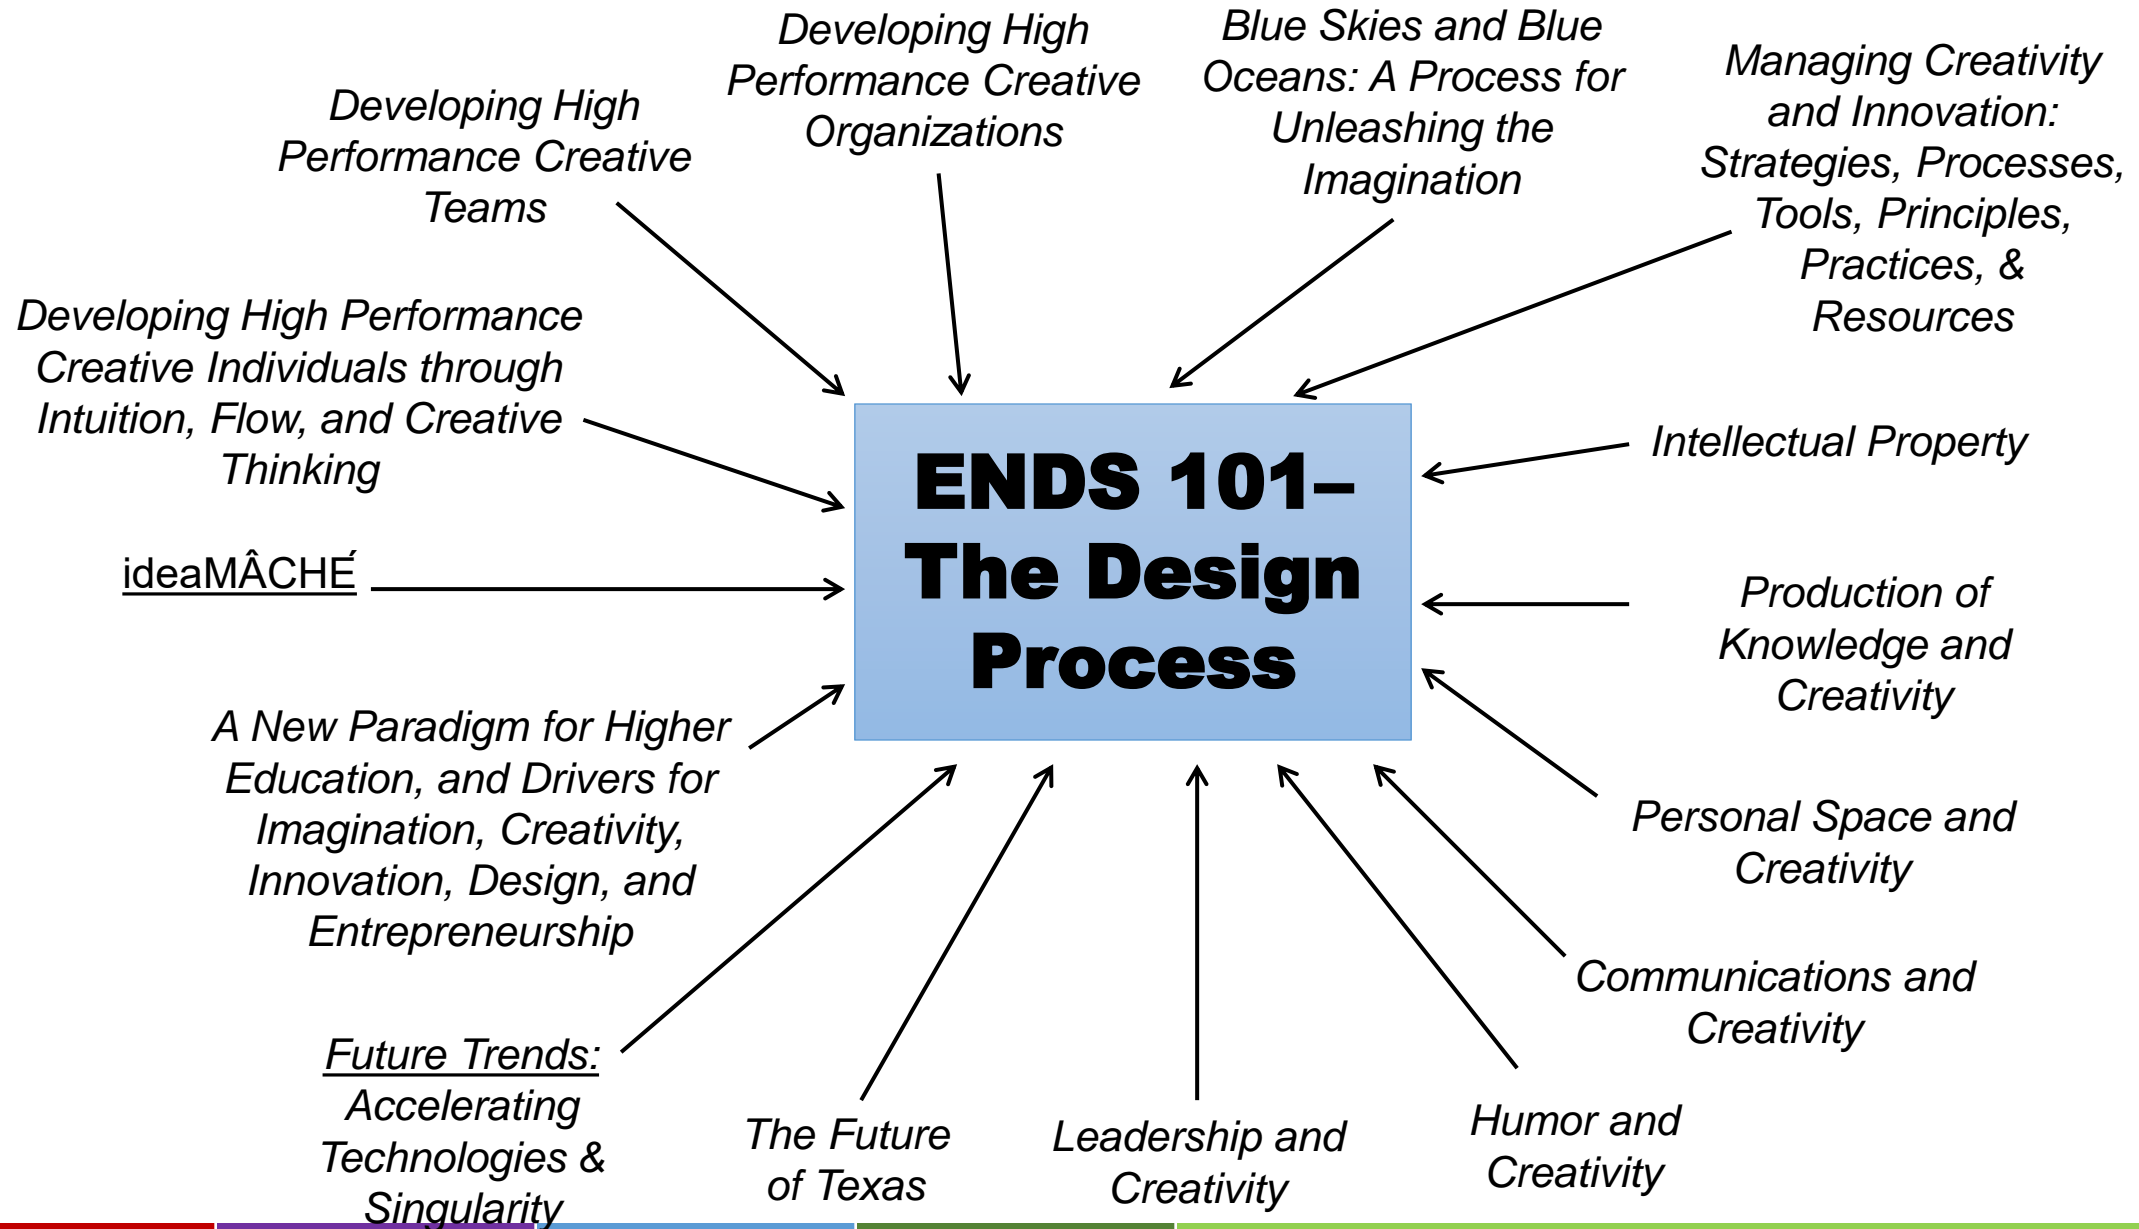 Developing High
Performance Creative
Organizations
Blue Skies and Blue
Oceans: A Process for
Unleashing the
Imagination
Managing Creativity
and Innovation:
Strategies, Processes,
Tools, Principles,
Practices, &
Resources
Developing High
Performance Creative
Teams
Developing High Performance
Creative Individuals through
Intuition, Flow, and Creative
Thinking
ENDS 101–
The Design
Process
Intellectual Property
ideaMÂCHÉ
Production of
Knowledge and
Creativity
A New Paradigm for Higher
Education, and Drivers for
Imagination, Creativity,
Innovation, Design, and
Entrepreneurship
Personal Space and
Creativity
Communications and
Creativity
Future Trends:
Accelerating
Technologies &
Singularity
The Future
of Texas
Leadership and
Creativity
Humor and
Creativity